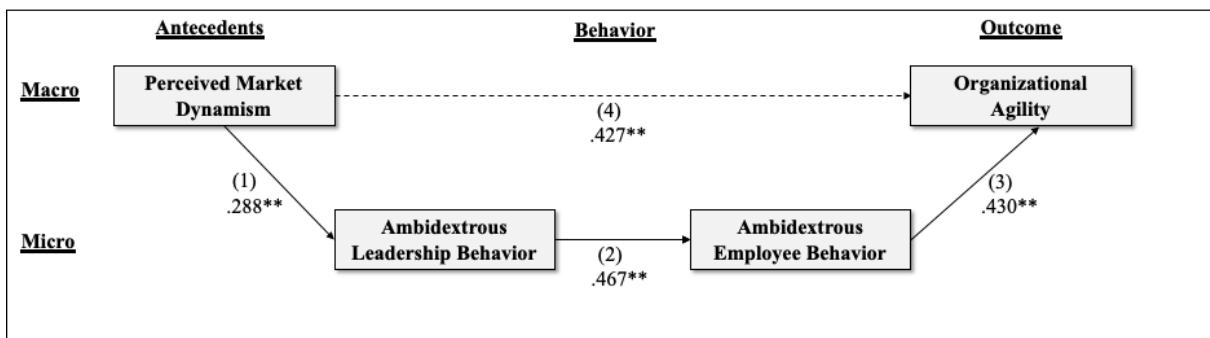 Antecedents
Behavior
Outcome
Macro
Perceived Market
Dynamism
Organizational
Agility
(4)
.427**
(1)
.288**
(3)
.430**
Micro
Ambidextrous
Leadership Behavior
(2)
.467**
Ambidextrous
Employee Behavior